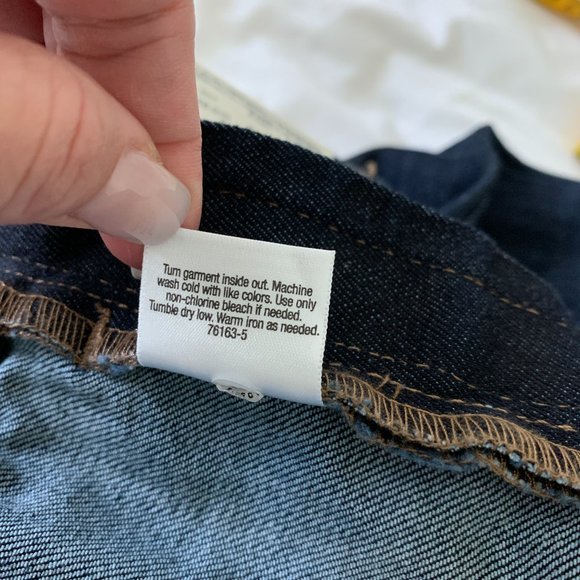 Turn garment inside out. Machine
wash cold with like colors. Use only
non-chlorine bleach if needed.
Tumble dry low. Warm iron as needed.
76163-5